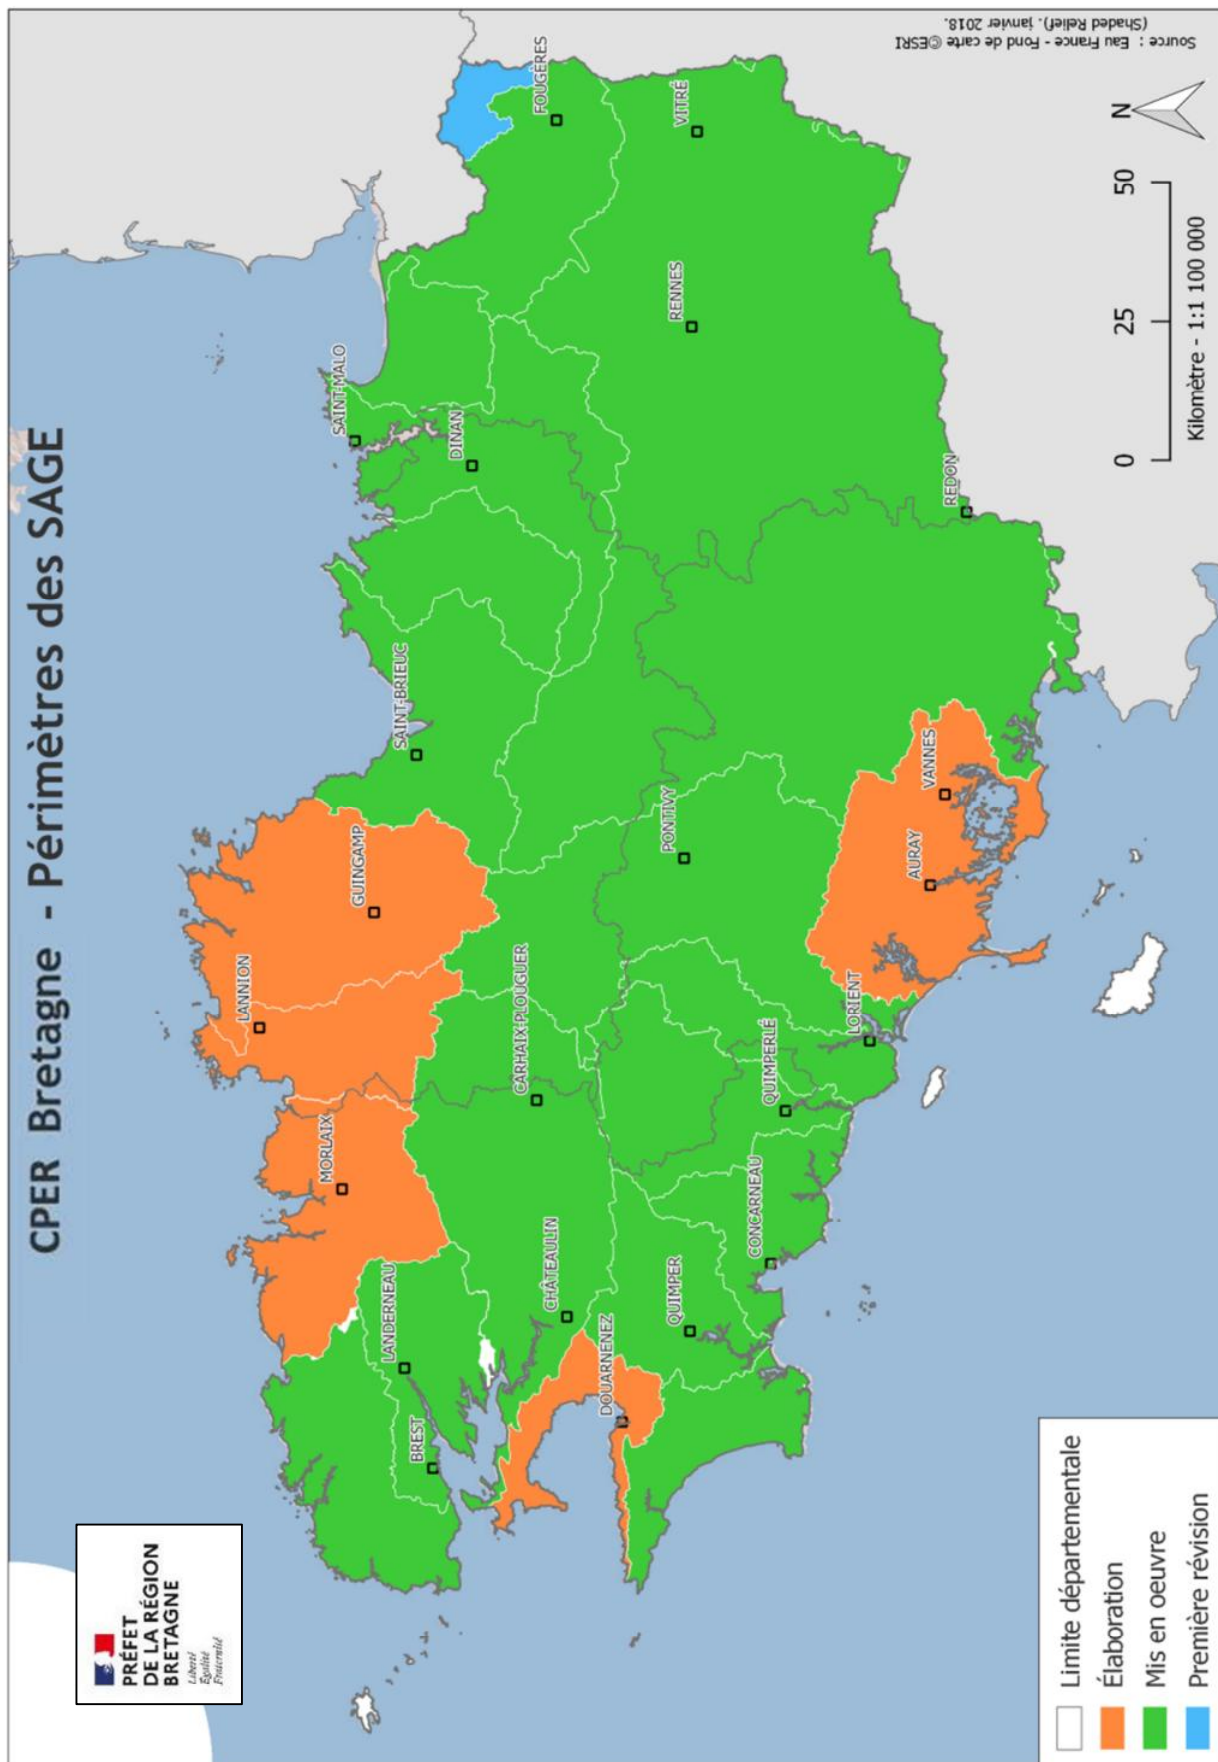 CPER Bretagne - Périmètres des SAGE
PRÉFET
DE LA RÉGION
BRETAGNE
Liberté
Égalité
Fraternité
LANNION
MORLAIX
GUINGAMP
SAINT-MALO
SAINT-BRIEUC
DINAN
FOUGÈRES
LANDERNEAU
BREST
CARHAIX-PLOUGUER
CHÂTEAULIN
DOUARNENEZ
PONTIVY
RENNES
VITRÉ
QUIMPER
QUIMPERLÉ
CONCARNEAU
LORIENT
AURAY
VANNES
REDON
Limite départementale
Élaboration
Mis en oeuvre
Première révision
0 25 50
Kilomètre - 1:1 100 000
N
Source : Eau France - Fond de carte ©ESRI
(Shaded Relief). janvier 2018.